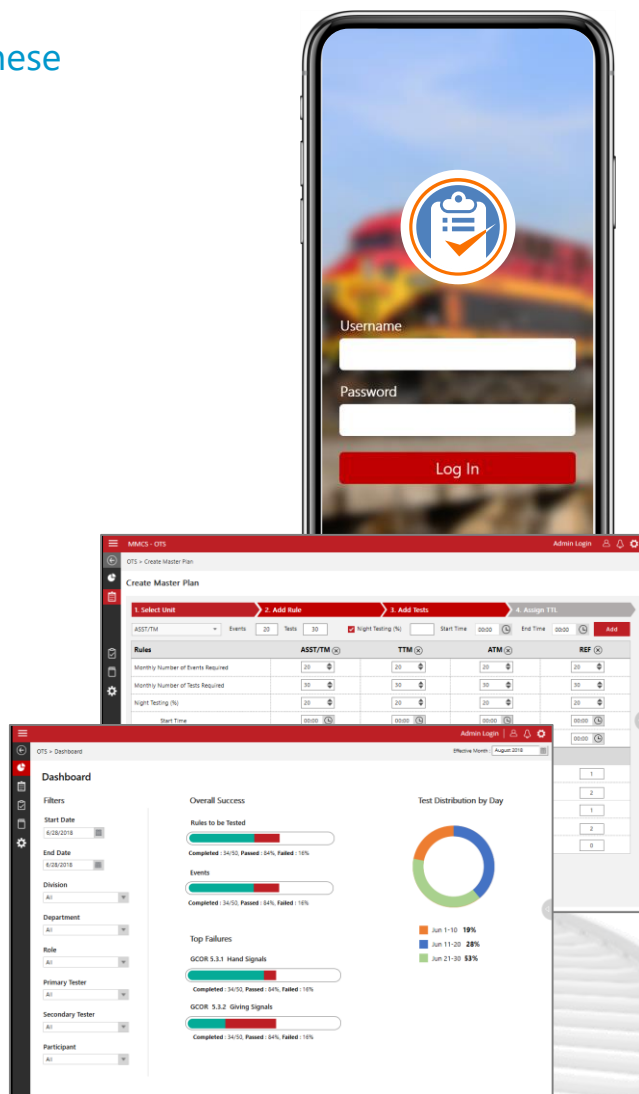 nese
Username
Password
Log In
MMCS - OTS Admin Login
OTS > Create Master Plan
Create Master Plan
1. Select Unit 2. Add Rule 3. Add Tests 4. Assign TTL
ASST/TM Events 20 Tests 30 Night Testing (%) Start Time 00:00 End Time 00:00 Add
Rules ASST/TM TTM ATM REF
Monthly Number of Events Required 20 20 20 20
Monthly Number of Tests Required 30 30 30 30
Night Testing (%) 20 20 20 20
Start Time 00:00 00:00 00:00 00:00
00:00
1
2
1
2
0
Admin Login
OTS > Dashboard Effective Month: August 2018
Dashboard
Filters Overall Success Test Distribution by Day
Start Date Rules to be Tested
6/28/2018
Completed : 34/50, Passed : 84%, Failed : 16%
End Date Events
6/28/2018
Completed : 34/50, Passed : 84%, Failed : 16%
Division
All
Department
All
Jun 1-10 19%
Jun 11-20 28%
Jun 21-30 53%
Top Failures
Role GCOR 5.3.1 Hand Signals
All
Completed : 34/50, Passed : 84%, Failed : 16%
Primary Tester
All
GCOR 5.3.2 Giving Signals
Secondary Tester
All
Completed : 34/50, Passed : 84%, Failed : 16%
Participant
All